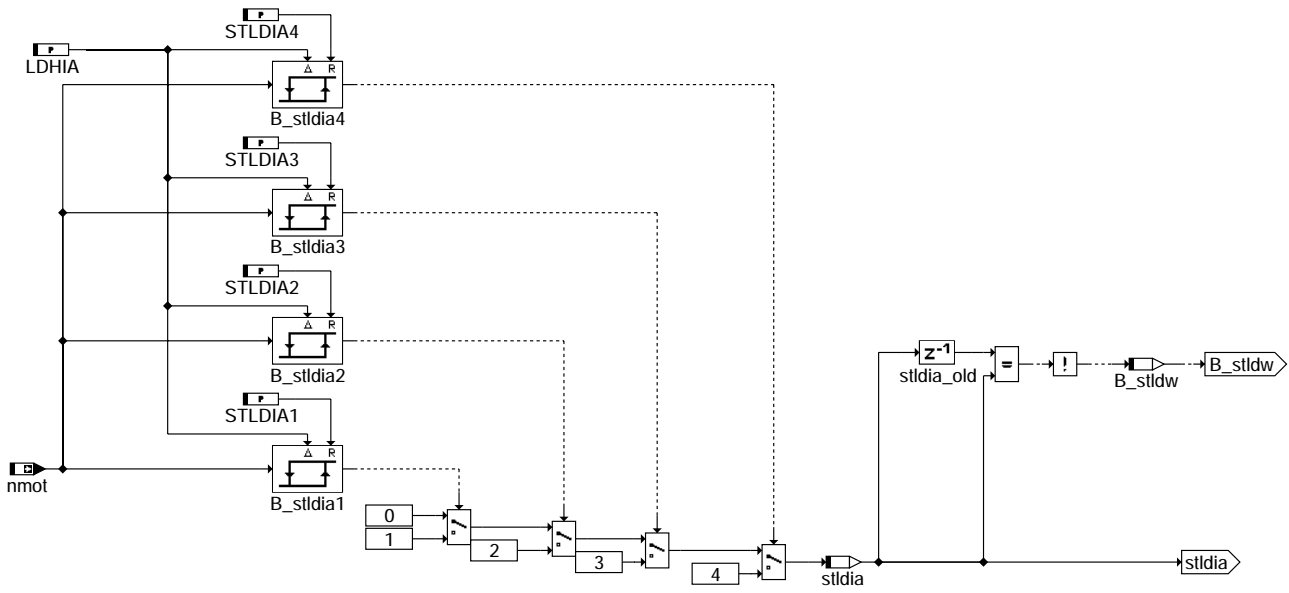 STLDIA4
P
LDHIA
P
Δ R
B_stldia4
P
STLDIA3
Δ R
B_stldia3
P
STLDIA2
Δ R
B_stldia2
P
STLDIA1
Δ R
B_stldia1
nmot
0
1
2
3
4
stldia
z-1
stldia_old
=
!
B_stldw
B_stldw
stldia